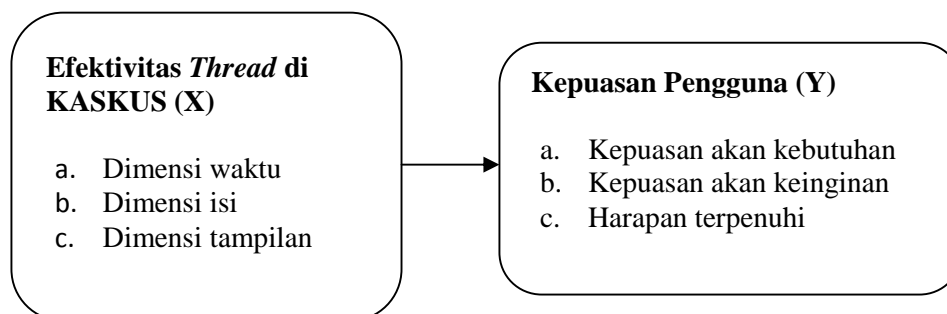 Efektivitas Thread di
KASKUS (X)
a. Dimensi waktu
b. Dimensi isi
c. Dimensi tampilan
Kepuasan Pengguna (Y)
a. Kepuasan akan kebutuhan
b. Kepuasan akan keinginan
c. Harapan terpenuhi